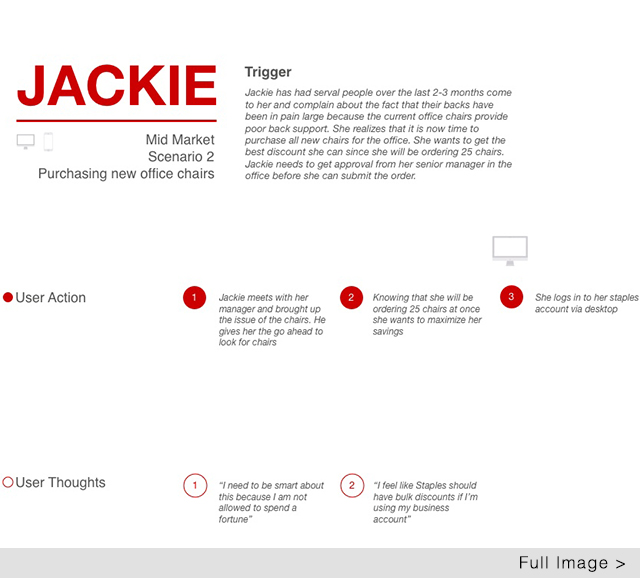 JACKIE
Mid Market
Scenario 2
Purchasing new office chairs
Trigger
Jackie has had serval people over the last 2-3 months come
to her and complain about the fact that their backs have
been in pain large because the current office chairs provide
poor back support. She realizes that it is now time to
purchase all new chairs for the office. She wants to get the
best discount she can since she will be ordering 25 chairs.
Jackie needs to get approval from her senior manager in the
office before she can submit the order.
User Action
1
Jackie meets with her
manager and brought up
the issue of the chairs. He
gives her the go ahead to
look for chairs
2
Knowing that she will be
ordering 25 chairs at once
she wants to maximize her
savings
3
She logs in to her staples
account via desktop
User Thoughts
1
“I need to be smart about
this because I am not
allowed to spend a
fortune”
2
“I feel like Staples should
have bulk discounts if I’m
using my business
account”
Full Image >